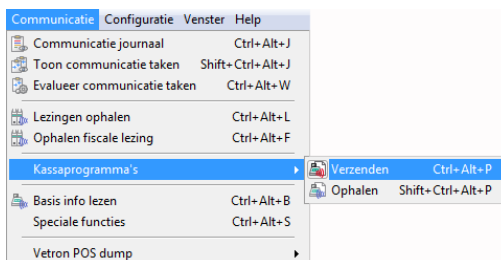 Communicatie Configuratie Venster Help
Communicatie journaal Ctrl+Alt+J
Toon communicatie taken Shift+Ctrl+Alt+J
Evalueer communicatie taken Ctrl+Alt+W
Lezingen ophalen Ctrl+Alt+L
Ophalen fiscale lezing Ctrl+Alt+F
Kassaprogramma's
Verzenden Ctrl+Alt+P
Ophalen Shift+Ctrl+Alt+P
Basis info lezen Ctrl+Alt+B
Speciale functies Ctrl+Alt+S
Vetron POS dump